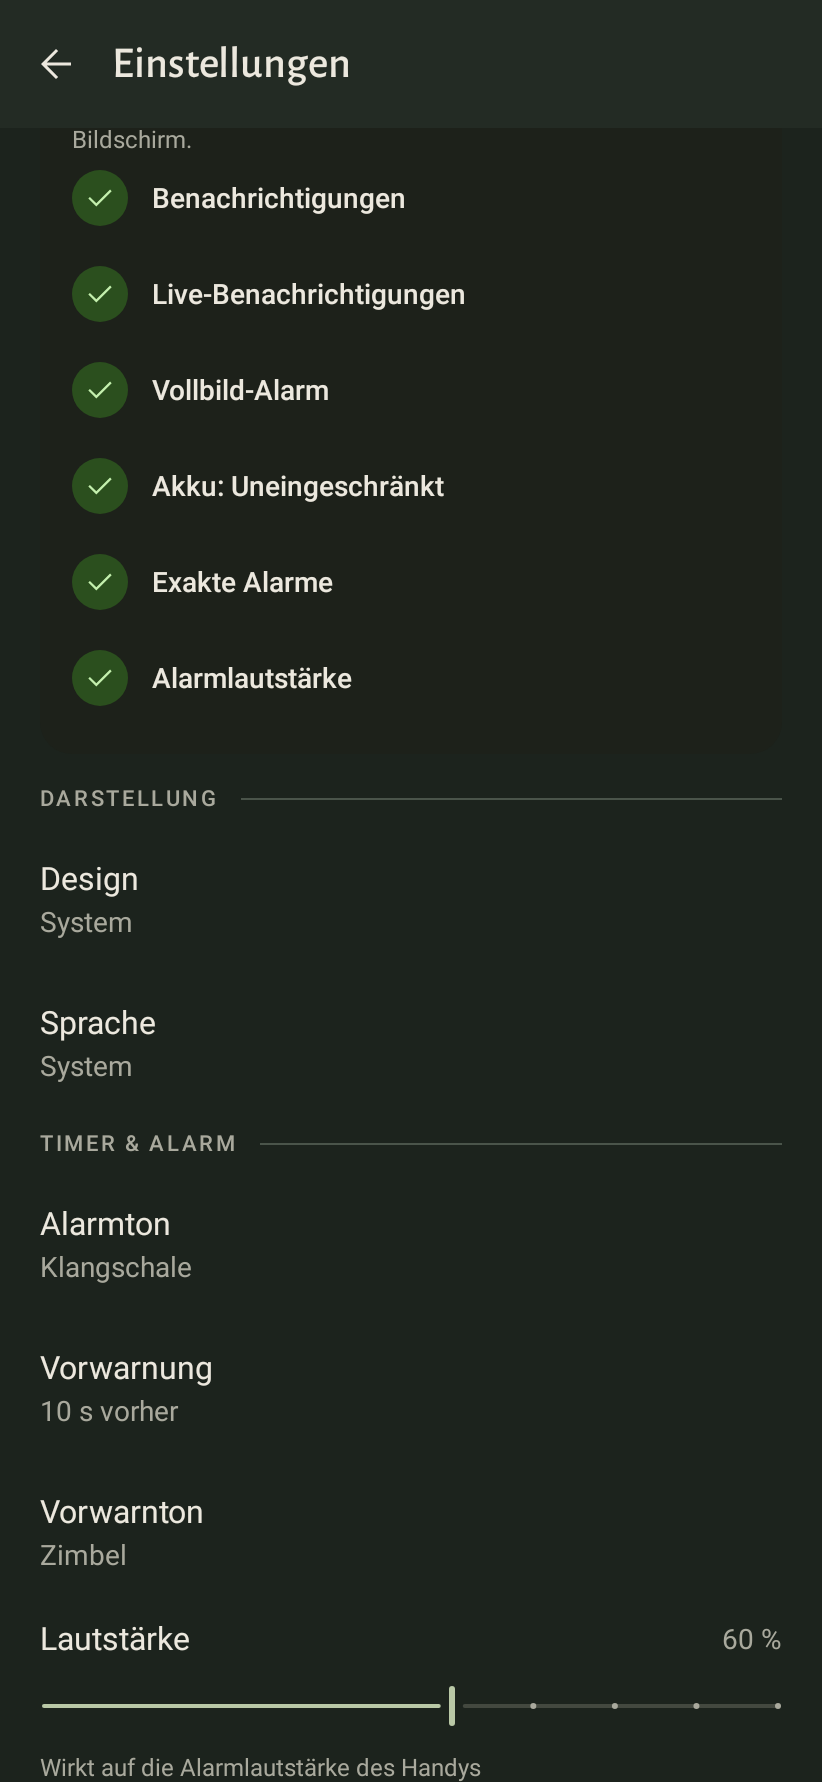 Einstellungen
Bildschirm.
Benachrichtigungen
Live-Benachrichtigungen
Vollbild-Alarm
Akku: Uneingeschränkt
Exakte Alarme
Alarmlautstärke
DARSTELLUNG
Design
System
Sprache
System
TIMER & ALARM
Alarmton
Klangschale
Vorwarnung
10 s vorher
Vorwarnton
Zimbel
Lautstärke 60 %
Wirkt auf die Alarmlautstärke des Handys